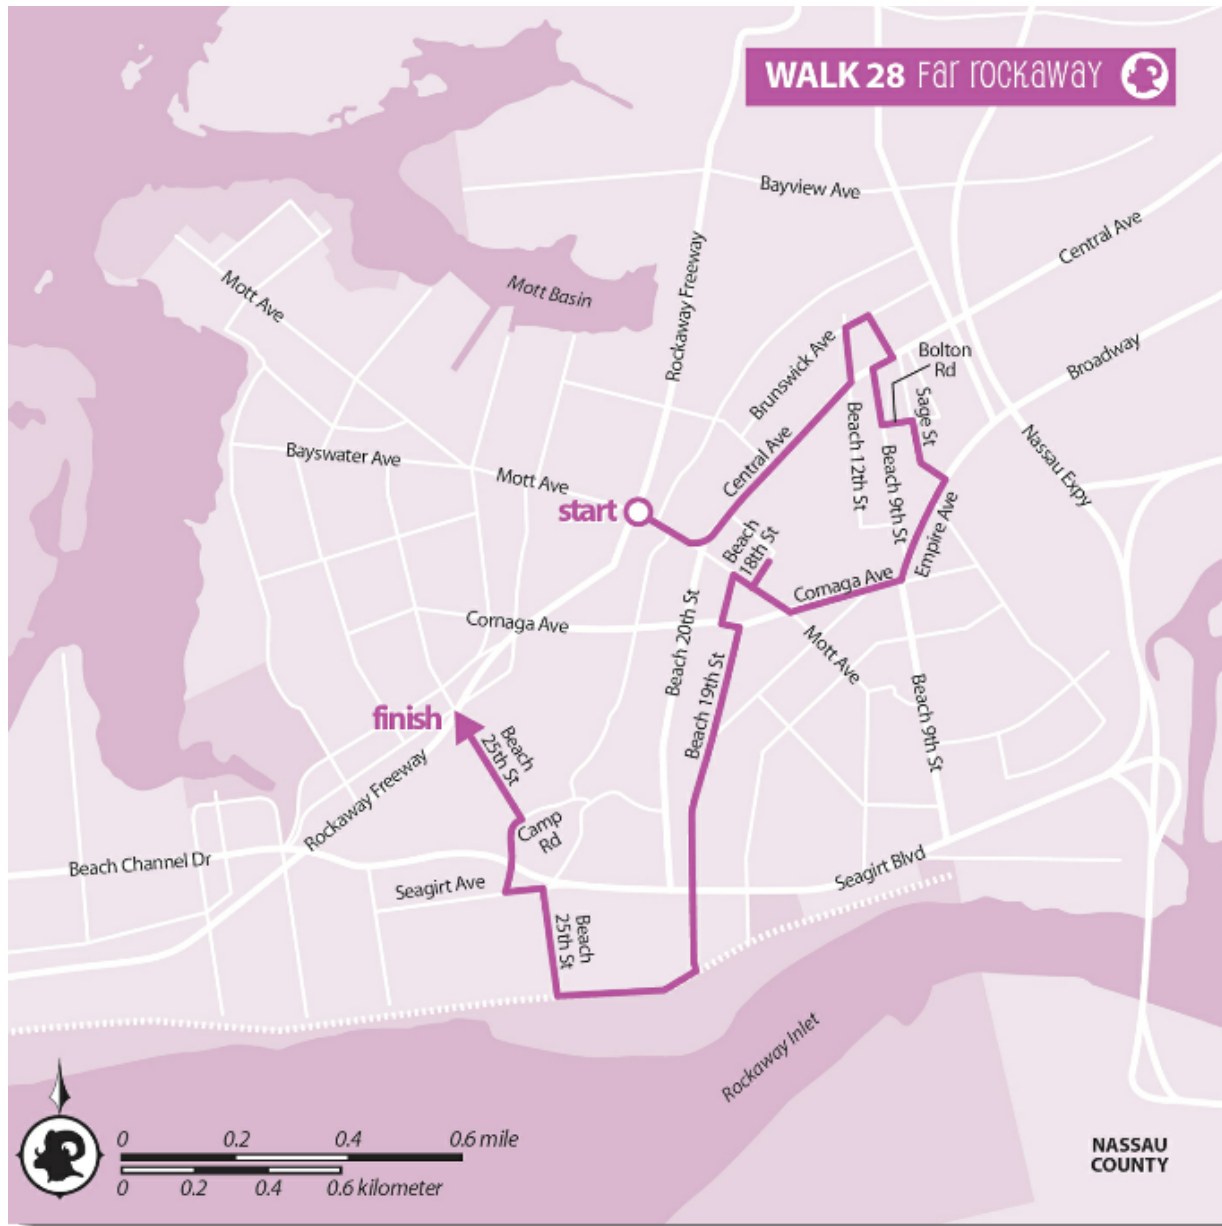 WALK 28 Far Rockaway
Bayview Ave
Central Ave
Mott Ave
Mott Basin
Rockaway Freeway
Brunswick Ave
Bolton
Rd
Broadway
Sage St
Beach 12th St
Central Ave
Bayswater Ave
Mott Ave
Nassau Expy
Beach 9th St
start
Beach
18th St
Empire Ave
Cornaga Ave
Cornaga Ave
Beach 20th St
Mott Ave
Beach 19th St
Beach 9th St
finish
Beach
25th St
Rockaway Freeway
Camp
Rd
Beach Channel Dr
Seagirt Ave
Seagirt Blvd
Beach
25th St
Rockaway Inlet
0 0.2 0.4 0.6 mile
0 0.2 0.4 0.6 kilometer
NASSAU
COUNTY